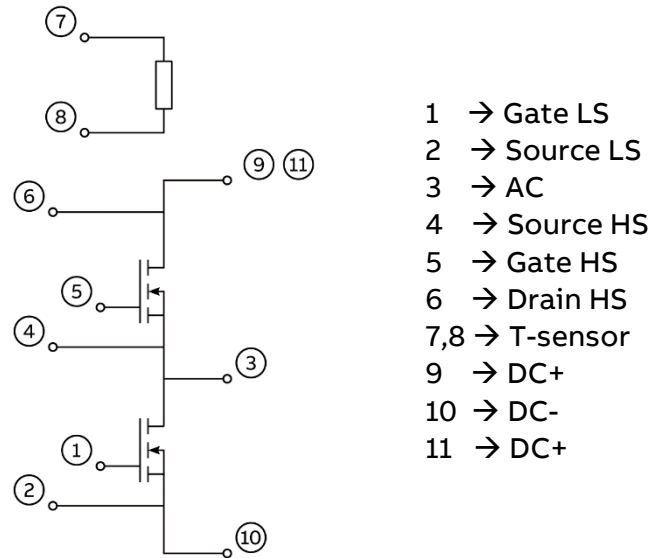 7
8
9 11
6
5
4
3
1
2
10
1 → Gate LS
2 → Source LS
3 → AC
4 → Source HS
5 → Gate HS
6 → Drain HS
7,8 → T-sensor
9 → DC+
10 → DC-
11 → DC+